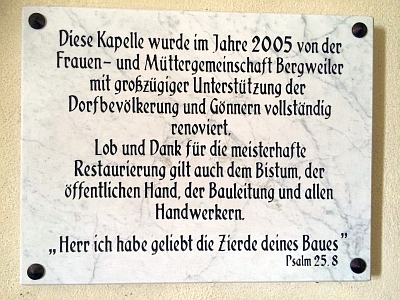 Diese Kapelle wurde im Jahre 2005 von der
Frauen- und Müttergemeinschaft Bergweiler
mit großzügiger Unterstützung der
Dorfbevölkerung und Gönnern vollständig
renoviert.
Lob und Dank für die meisterhafte
Restaurierung gilt auch dem Bistum, der
öffentlichen Hand, der Bauleitung und allen
Handwerkern.
„Herr ich habe geliebt die Zierde deines Baues”
Psalm 25. 8